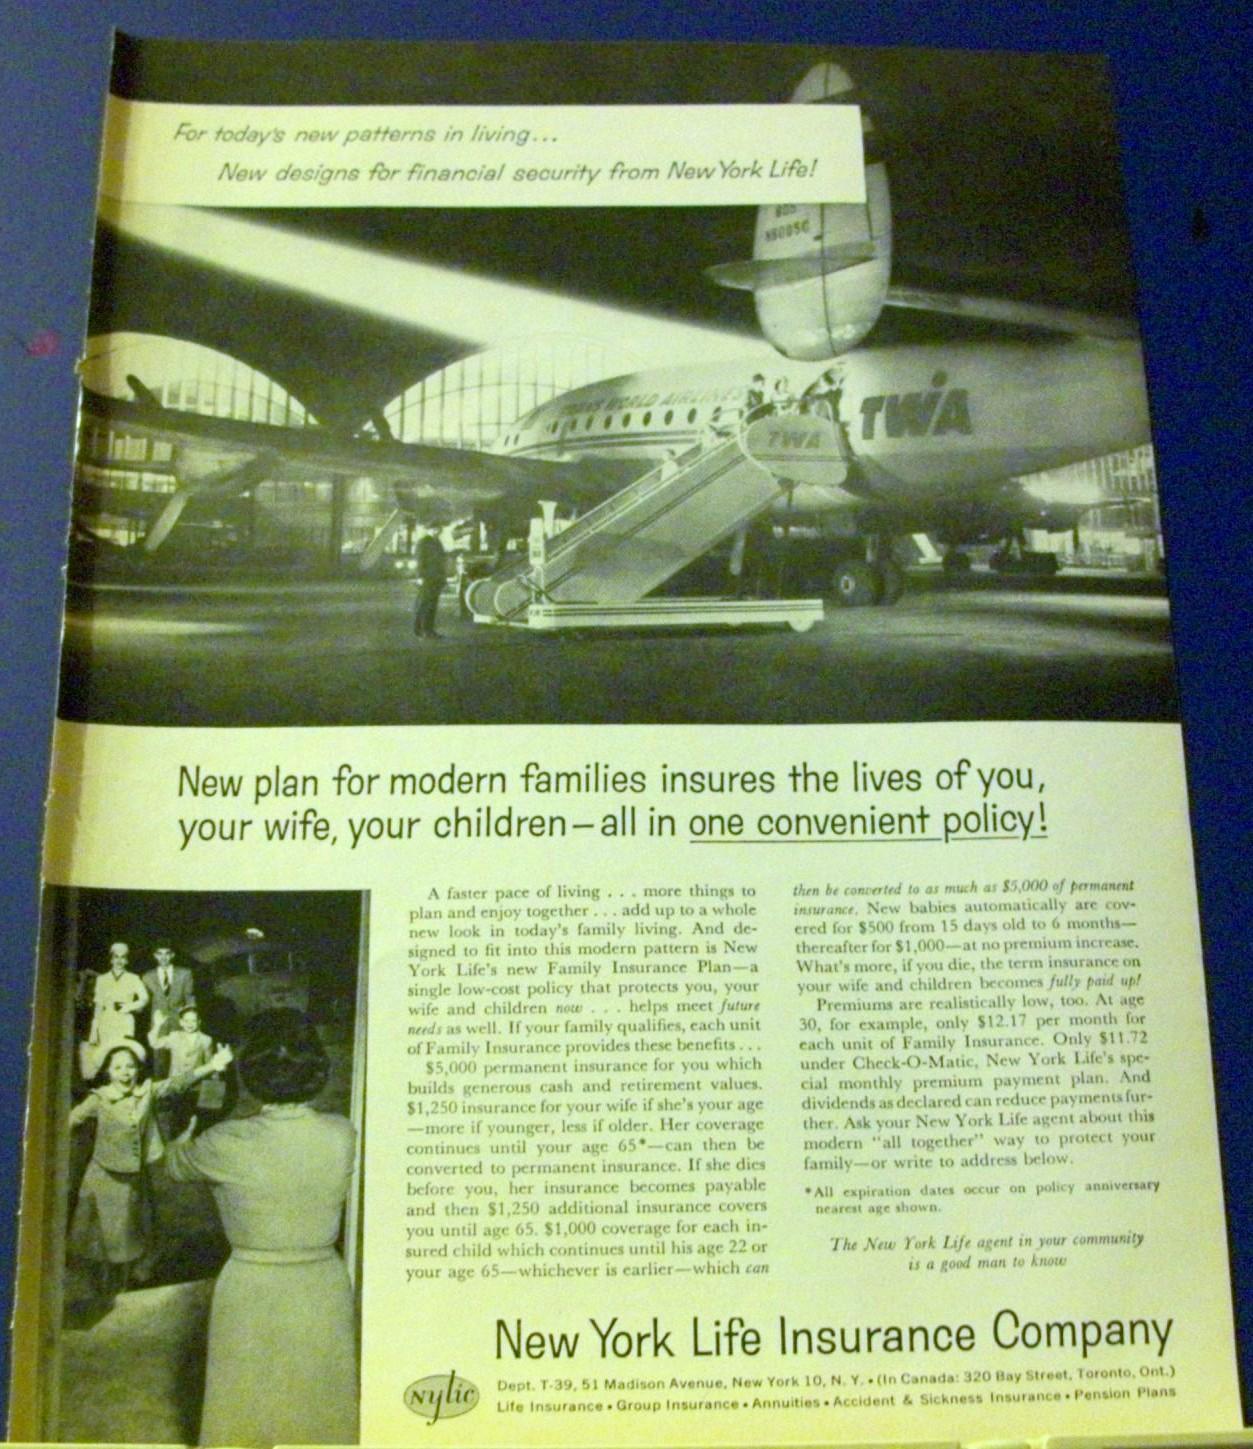 For today's new patterns in living...
New designs for financial security from New York Life!
N6005C
TRANS WORLD AIRLINES
TWA
TWA
New plan for modern families insures the lives of you,
your wife, your children—all in one convenient policy!
A faster pace of living . . . more things to
plan and enjoy together . . . add up to a whole
new look in today's family living. And de-
signed to fit into this modern pattern is New
York Life's new Family Insurance Plan—a
single low-cost policy that protects you, your
wife and children now . . . helps meet future
needs as well. If your family qualifies, each unit
of Family Insurance provides these benefits . . .
$5,000 permanent insurance for you which
builds generous cash and retirement values.
$1,250 insurance for your wife if she's your age
—more if younger, less if older. Her coverage
continues until your age 65*—can then be
converted to permanent insurance. If she dies
before you, her insurance becomes payable
and then $1,250 additional insurance covers
you until age 65. $1,000 coverage for each in-
sured child which continues until his age 22 or
your age 65—whichever is earlier—which can
then be converted to as much as $5,000 of permanent
insurance. New babies automatically are cov-
ered for $500 from 15 days old to 6 months—
thereafter for $1,000—at no premium increase.
What's more, if you die, the term insurance on
your wife and children becomes fully paid up!
Premiums are realistically low, too. At age
30, for example, only $12.17 per month for
each unit of Family Insurance. Only $11.72
under Check-O-Matic, New York Life's spe-
cial monthly premium payment plan. And
dividends as declared can reduce payments fur-
ther. Ask your New York Life agent about this
modern "all together" way to protect your
family—or write to address below.
*All expiration dates occur on policy anniversary
nearest age shown.
The New York Life agent in your community
is a good man to know
New York Life Insurance Company
nylic
Dept. T-39, 51 Madison Avenue, New York 10, N. Y. • (In Canada: 320 Bay Street, Toronto, Ont.)
Life Insurance • Group Insurance • Annuities • Accident & Sickness Insurance • Pension Plans